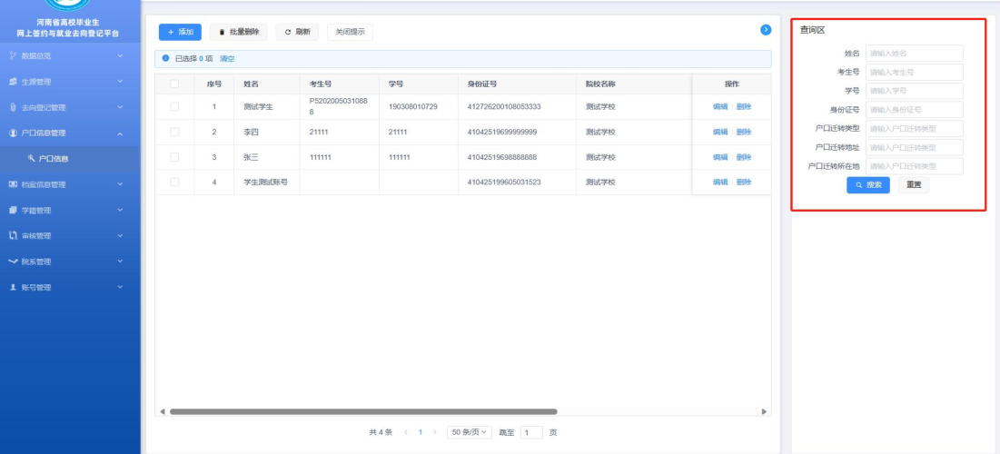 河南省高校毕业生
网上签约与就业去向登记平台
数据总览
生源管理
去向登记管理
户口信息管理
户口信息
档案信息管理
学籍管理
审核管理
院系管理
账号管理
+ 添加 批量删除 刷新 关闭提示
已选择 0 项 清空
序号 姓名 考生号 学号 身份证号 院校名称 操作
1 测试学生 P52020050310888 190308010729 412726200108053333 测试学校 编辑 删除
2 李四 21111 21111 41042519699999999 测试学校 编辑 删除
3 张三 111111 111111 41042519698888888 测试学校 编辑 删除
4 学生测试账号 410425199605031523 测试学校 编辑 删除
共 4 条 < 1 > 50 条/页 跳至 1 页
查询区
姓名 请输入姓名
考生号 请输入考生号
学号 请输入学号
身份证号 请输入身份证号
户口迁转类型 请输入户口迁转类型
户口迁转地址 请输入户口迁转类型
户口迁转所在地 请输入户口迁转类型
搜索 重置